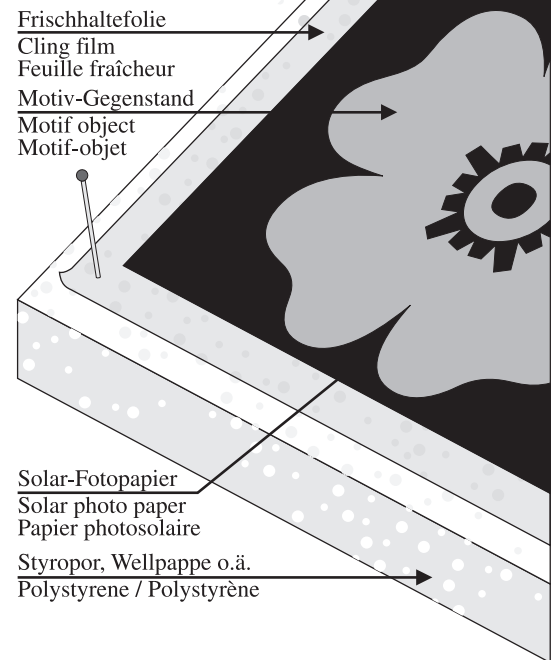 Frischhaltefolie
Cling film
Feuille fraîcheur
Motiv-Gegenstand
Motif object
Motif-objet
Solar-Fotopapier
Solar photo paper
Papier photosolaire
Styropor, Wellpappe o.ä.
Polystyrene / Polystyrène